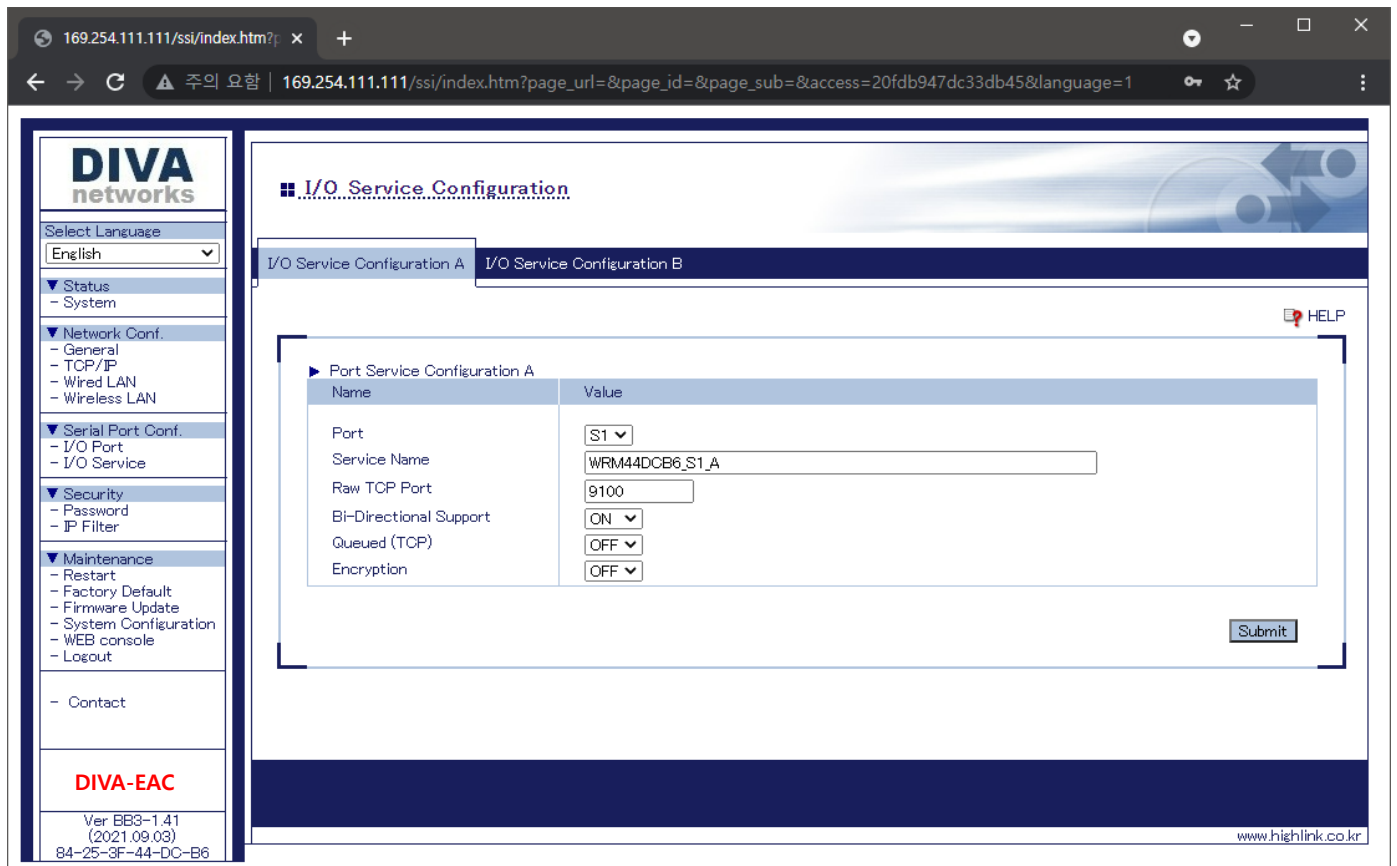 169.254.111.111/ssi/index.htm?p
주의 요함 169.254.111.111/ssi/index.htm?page_url=&page_id=&page_sub=&access=20fdb947dc33db45&language=1
DIVA
networks
Select Language
English
▼ Status
- System
▼ Network Conf.
- General
- TCP/IP
- Wired LAN
- Wireless LAN
▼ Serial Port Conf.
- I/O Port
- I/O Service
▼ Security
- Password
- IP Filter
▼ Maintenance
- Restart
- Factory Default
- Firmware Update
- System Configuration
- WEB console
- Logout
- Contact
DIVA-EAC
Ver BB3-1.41
(2021.09.03)
84-25-3F-44-DC-B6
I/O Service Configuration
I/O Service Configuration A I/O Service Configuration B
HELP
Port Service Configuration A
Name Value
Port S1
Service Name WRM44DCB6_S1_A
Raw TCP Port 9100
Bi-Directional Support ON
Queued (TCP) OFF
Encryption OFF
Submit
www.highlink.co.kr